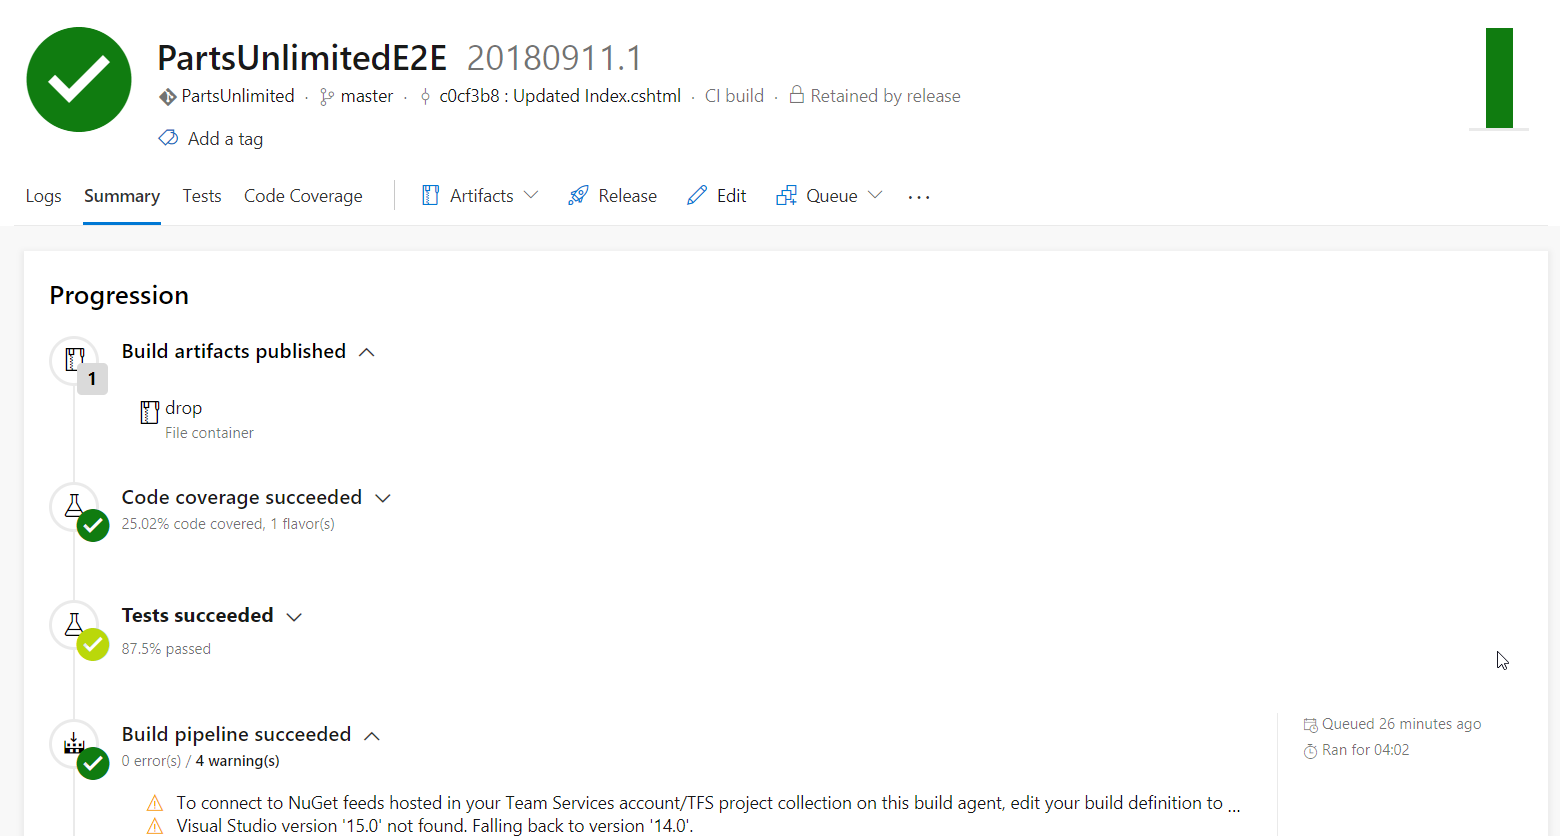 PartsUnlimitedE2E 20180911.1
PartsUnlimited · master · c0cf3b8 : Updated Index.cshtml · CI build · Retained by release
Add a tag
Logs Summary Tests Code Coverage Artifacts Release Edit Queue ...
Progression
Build artifacts published
1
drop
File container
Code coverage succeeded
25.02% code covered, 1 flavor(s)
Tests succeeded
87.5% passed
Build pipeline succeeded
0 error(s) / 4 warning(s)
Queued 26 minutes ago
Ran for 04:02
To connect to NuGet feeds hosted in your Team Services account/TFS project collection on this build agent, edit your build definition to ...
Visual Studio version '15.0' not found. Falling back to version '14.0'.